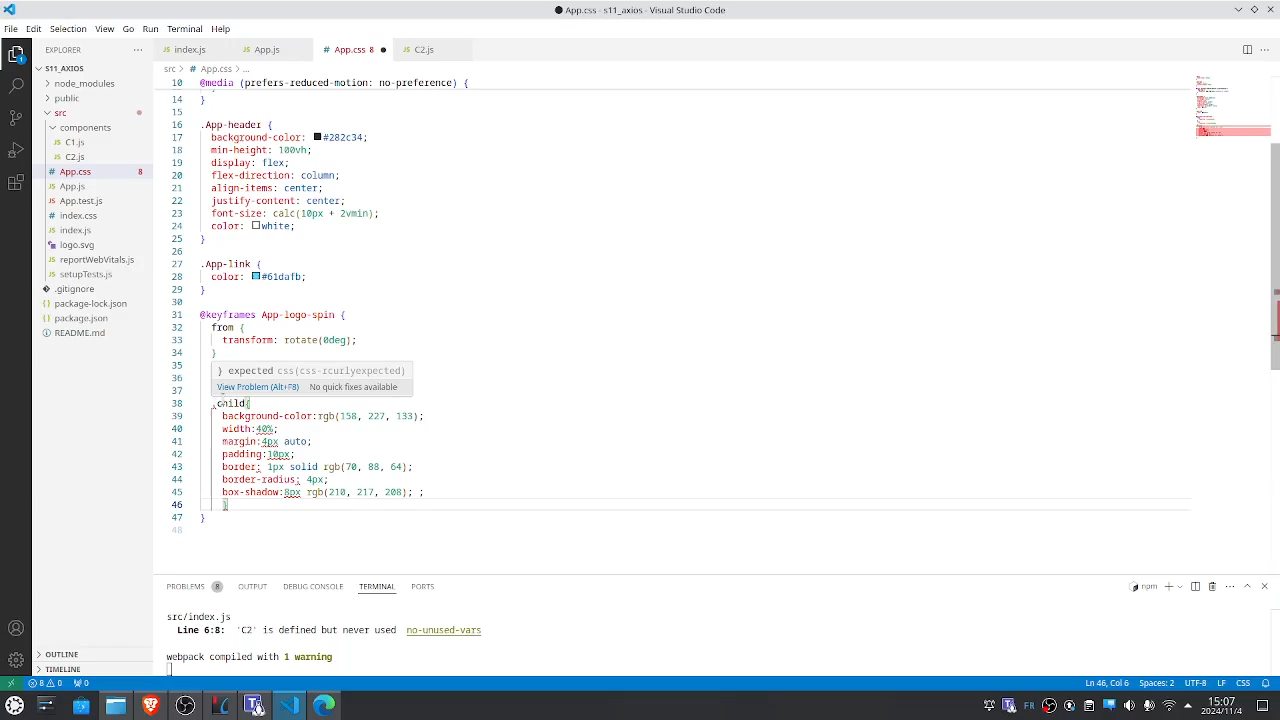 App.css - s11_axios - Visual Studio Code
File Edit Selection View Go Run Terminal Help
EXPLORER
index.js
App.js
App.css 8
C2.js
S11_AXIOS
src > App.css > ...
node_modules
public
src
components
C1.js
C2.js
App.css 8
App.js
App.test.js
index.css
index.js
logo.svg
reportWebVitals.js
setupTests.js
.gitignore
package-lock.json
package.json
README.md
OUTLINE
TIMELINE
10 @media (prefers-reduced-motion: no-preference) {
14 }
15
16 .App-header {
17 background-color: #282c34;
18 min-height: 100vh;
19 display: flex;
20 flex-direction: column;
21 align-items: center;
22 justify-content: center;
23 font-size: calc(10px + 2vmin);
24 color: white;
25 }
26
27 .App-link {
28 color: #61dafb;
29 }
30
31 @keyframes App-logo-spin {
32 from {
33 transform: rotate(0deg);
34 }
35
} expected css(css-rcurlyexpected)
36
View Problem (Alt+F8) No quick fixes available
37
38 .child{
39 background-color:rgb(158, 227, 133);
40 width:40%;
41 margin:4px auto;
42 padding:10px;
43 border: 1px solid rgb(70, 88, 64);
44 border-radius: 4px;
45 box-shadow:8px rgb(210, 217, 208); ;
46 }
47 }
48
PROBLEMS 8 OUTPUT DEBUG CONSOLE TERMINAL PORTS
npm
src/index.js
Line 6:8: 'C2' is defined but never used no-unused-vars
webpack compiled with 1 warning
8 0 0
Ln 46, Col 6 Spaces: 2 UTF-8 LF CSS
FR
15:07
2024/11/4